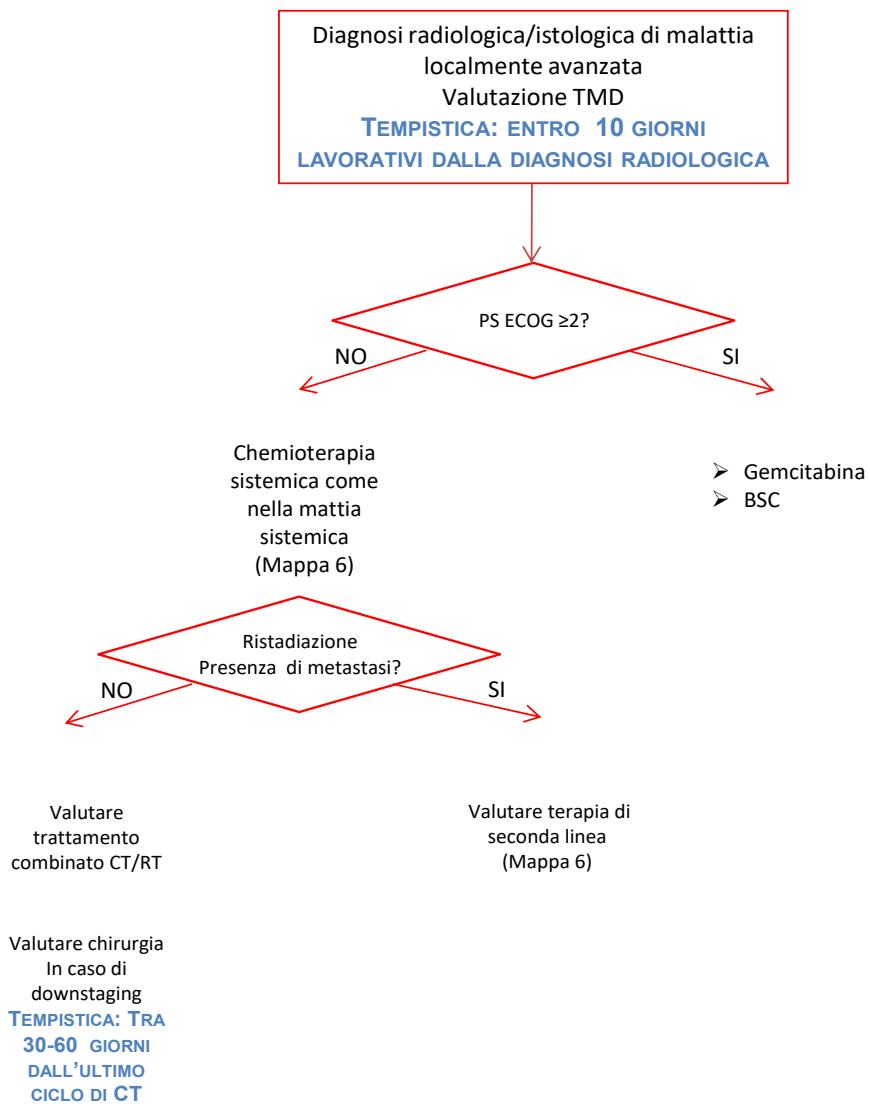 Diagnosi radiologica/istologica di malattia
localmente avanzata
Valutazione TMD
TEMPISTICA: ENTRO 10 GIORNI
LAVORATIVI DALLA DIAGNOSI RADIOLOGICA
PS ECOG ≥2?
NO
SI
Chemioterapia
sistemica come
nella mattia
sistemica
(Mappa 6)
➢ Gemcitabina
➢ BSC
Ristadiazione
Presenza di metastasi?
NO
SI
Valutare
trattamento
combinato CT/RT
Valutare terapia di
seconda linea
(Mappa 6)
Valutare chirurgia
In caso di
downstaging
TEMPISTICA: TRA
30-60 GIORNI
DALL'ULTIMO
CICLO DI CT